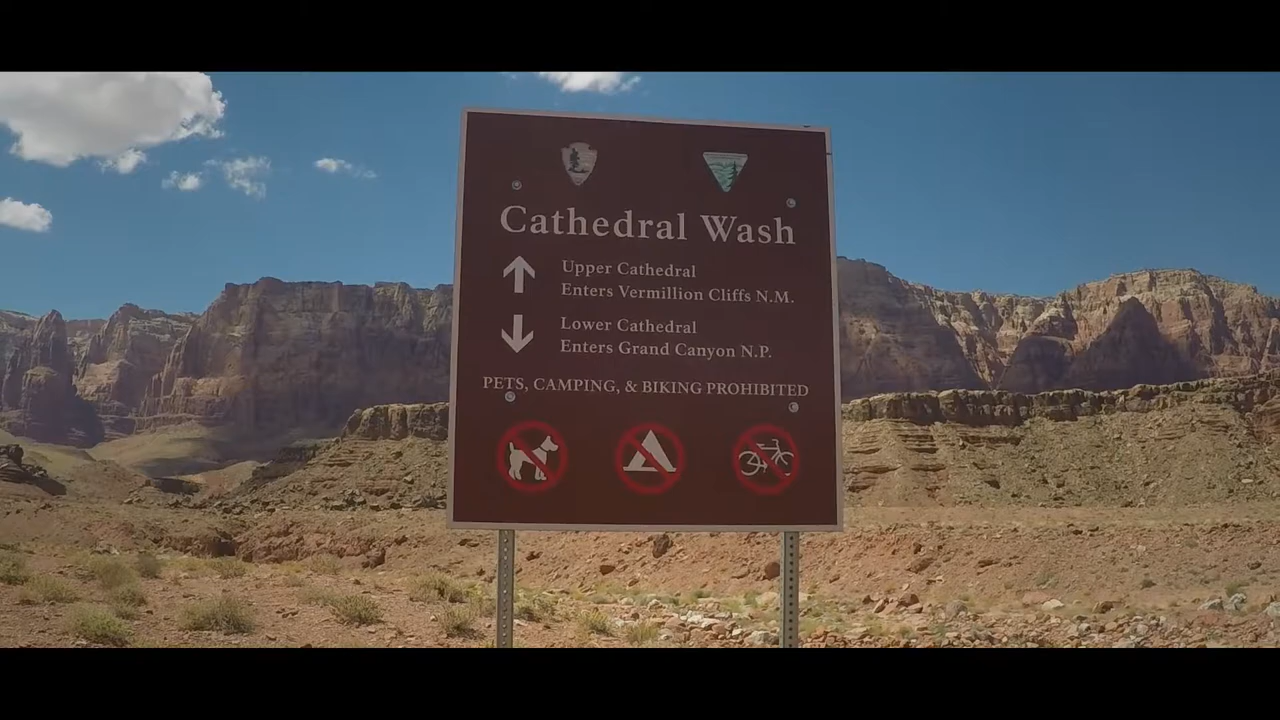 Cathedral Wash
Upper Cathedral
Enters Vermillion Cliffs N.M.
Lower Cathedral
Enters Grand Canyon N.P.
PETS, CAMPING, & BIKING PROHIBITED